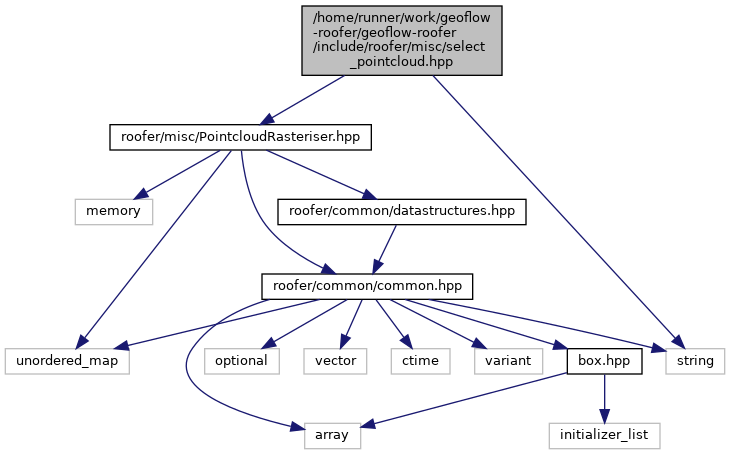 /home/runner/work/geoflow
-roofer/geoflow-roofer
/include/roofer/misc/select
_pointcloud.hpp
roofer/misc/PointcloudRasteriser.hpp
memory
roofer/common/datastructures.hpp
roofer/common/common.hpp
unordered_map
optional
vector
ctime
variant
box.hpp
string
array
initializer_list